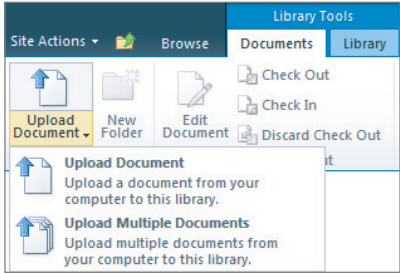 Library Tools
Site Actions Browse Documents Library
Upload Document New Folder Edit Document
Check Out
Check In
Discard Check Out
Upload Document
Upload a document from your
computer to this library.
Upload Multiple Documents
Upload multiple documents from
your computer to this library.